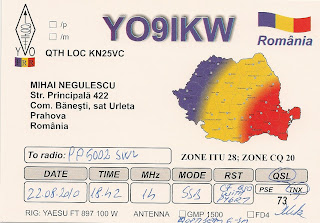 /p
/m
YO9IKW
România
Y O
QTH LOC KN25VC
MIHAI NEGULESCU
Str. Principală 422
Com. Bănești, sat Urleta
Prahova
România
To radio: PP5002 SWL
ZONE ITU 28; ZONE CQ 20
DATE TIME MHz MODE RST QSL
22.08.2010 18:42 14 SSB
PSE TNX
73
RIG: YAESU FT 897 100 W ANTENNA GMP 1500 FD4